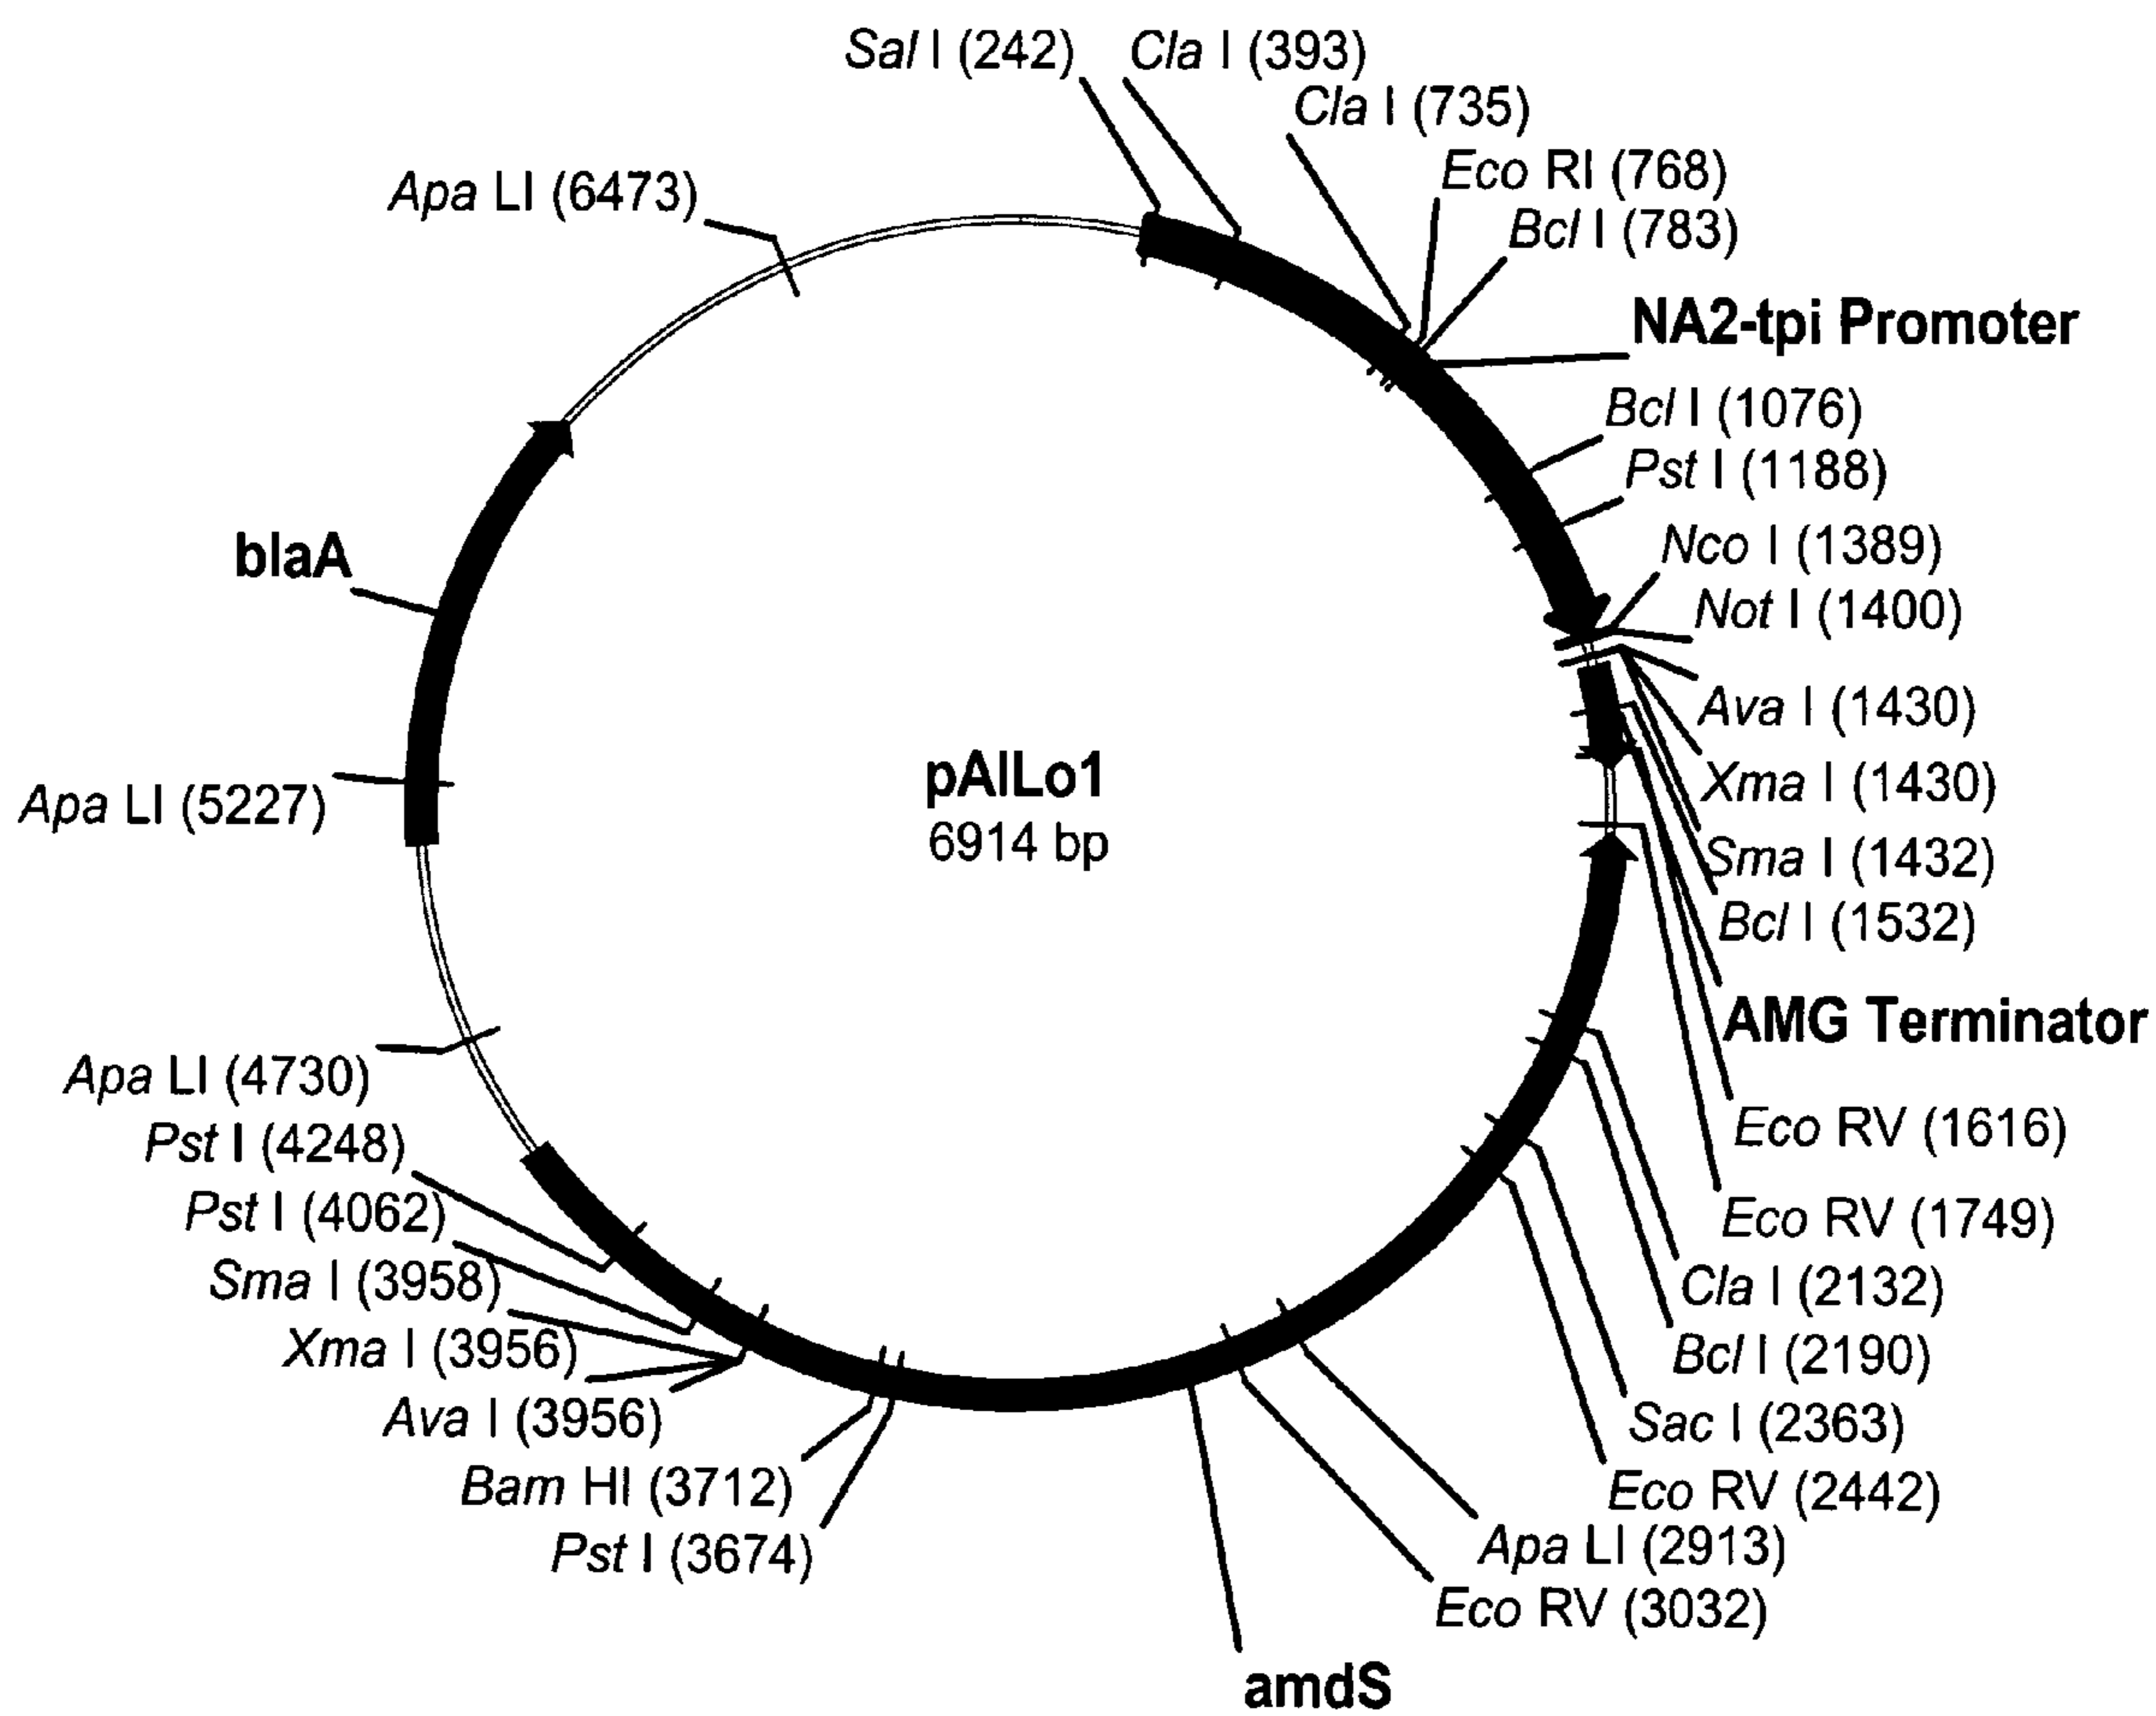 Sal I (242)
Cla I (393)
Cla I (735)
Eco RI (768)
Bcl I (783)
NA2-tpi Promoter
Bcl I (1076)
Pst I (1188)
Nco I (1389)
Not I (1400)
Ava I (1430)
Xma I (1430)
Sma I (1432)
Bcl I (1532)
AMG Terminator
Eco RV (1616)
Eco RV (1749)
Cla I (2132)
Bcl I (2190)
Sac I (2363)
Eco RV (2442)
Apa LI (2913)
Eco RV (3032)
amdS
Pst I (3674)
Bam HI (3712)
Ava I (3956)
Xma I (3956)
Sma I (3958)
Pst I (4062)
Pst I (4248)
Apa LI (4730)
Apa LI (5227)
blaA
Apa LI (6473)
pAlLo1
6914 bp